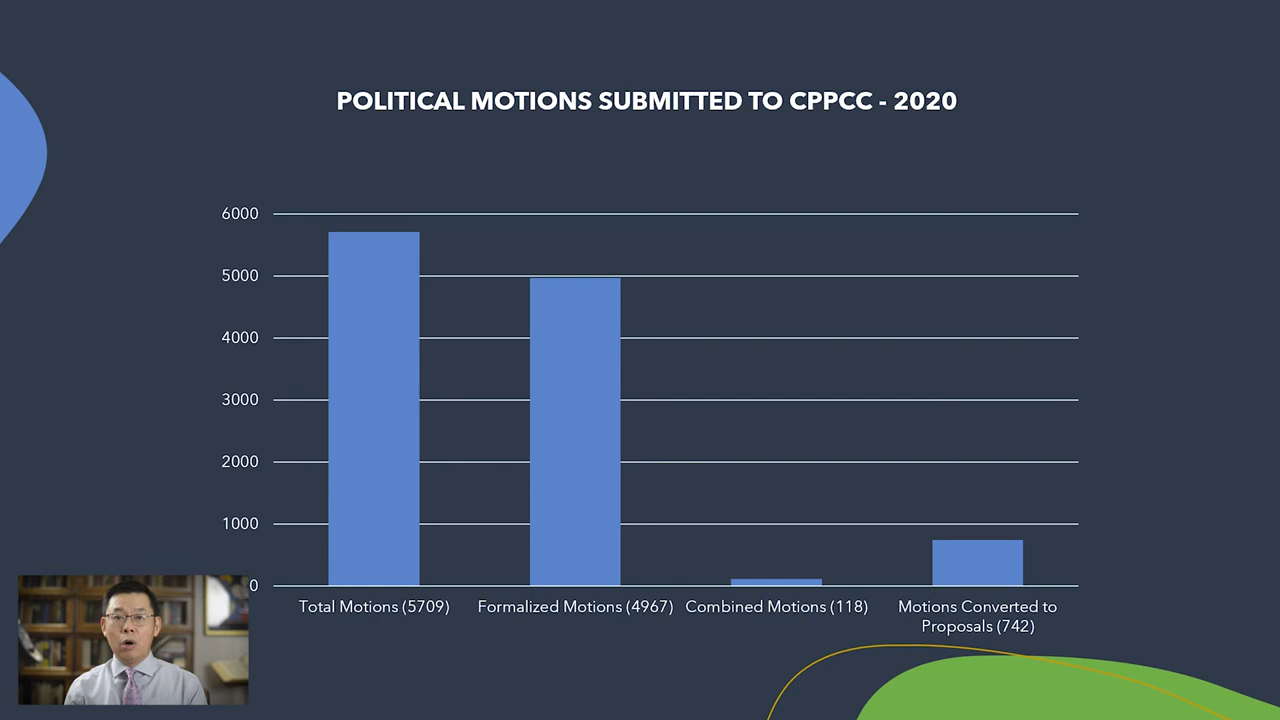 POLITICAL MOTIONS SUBMITTED TO CPPCC - 2020
6000
5000
4000
3000
2000
1000
0
Total Motions (5709)
Formalized Motions (4967)
Combined Motions (118)
Motions Converted to
Proposals (742)